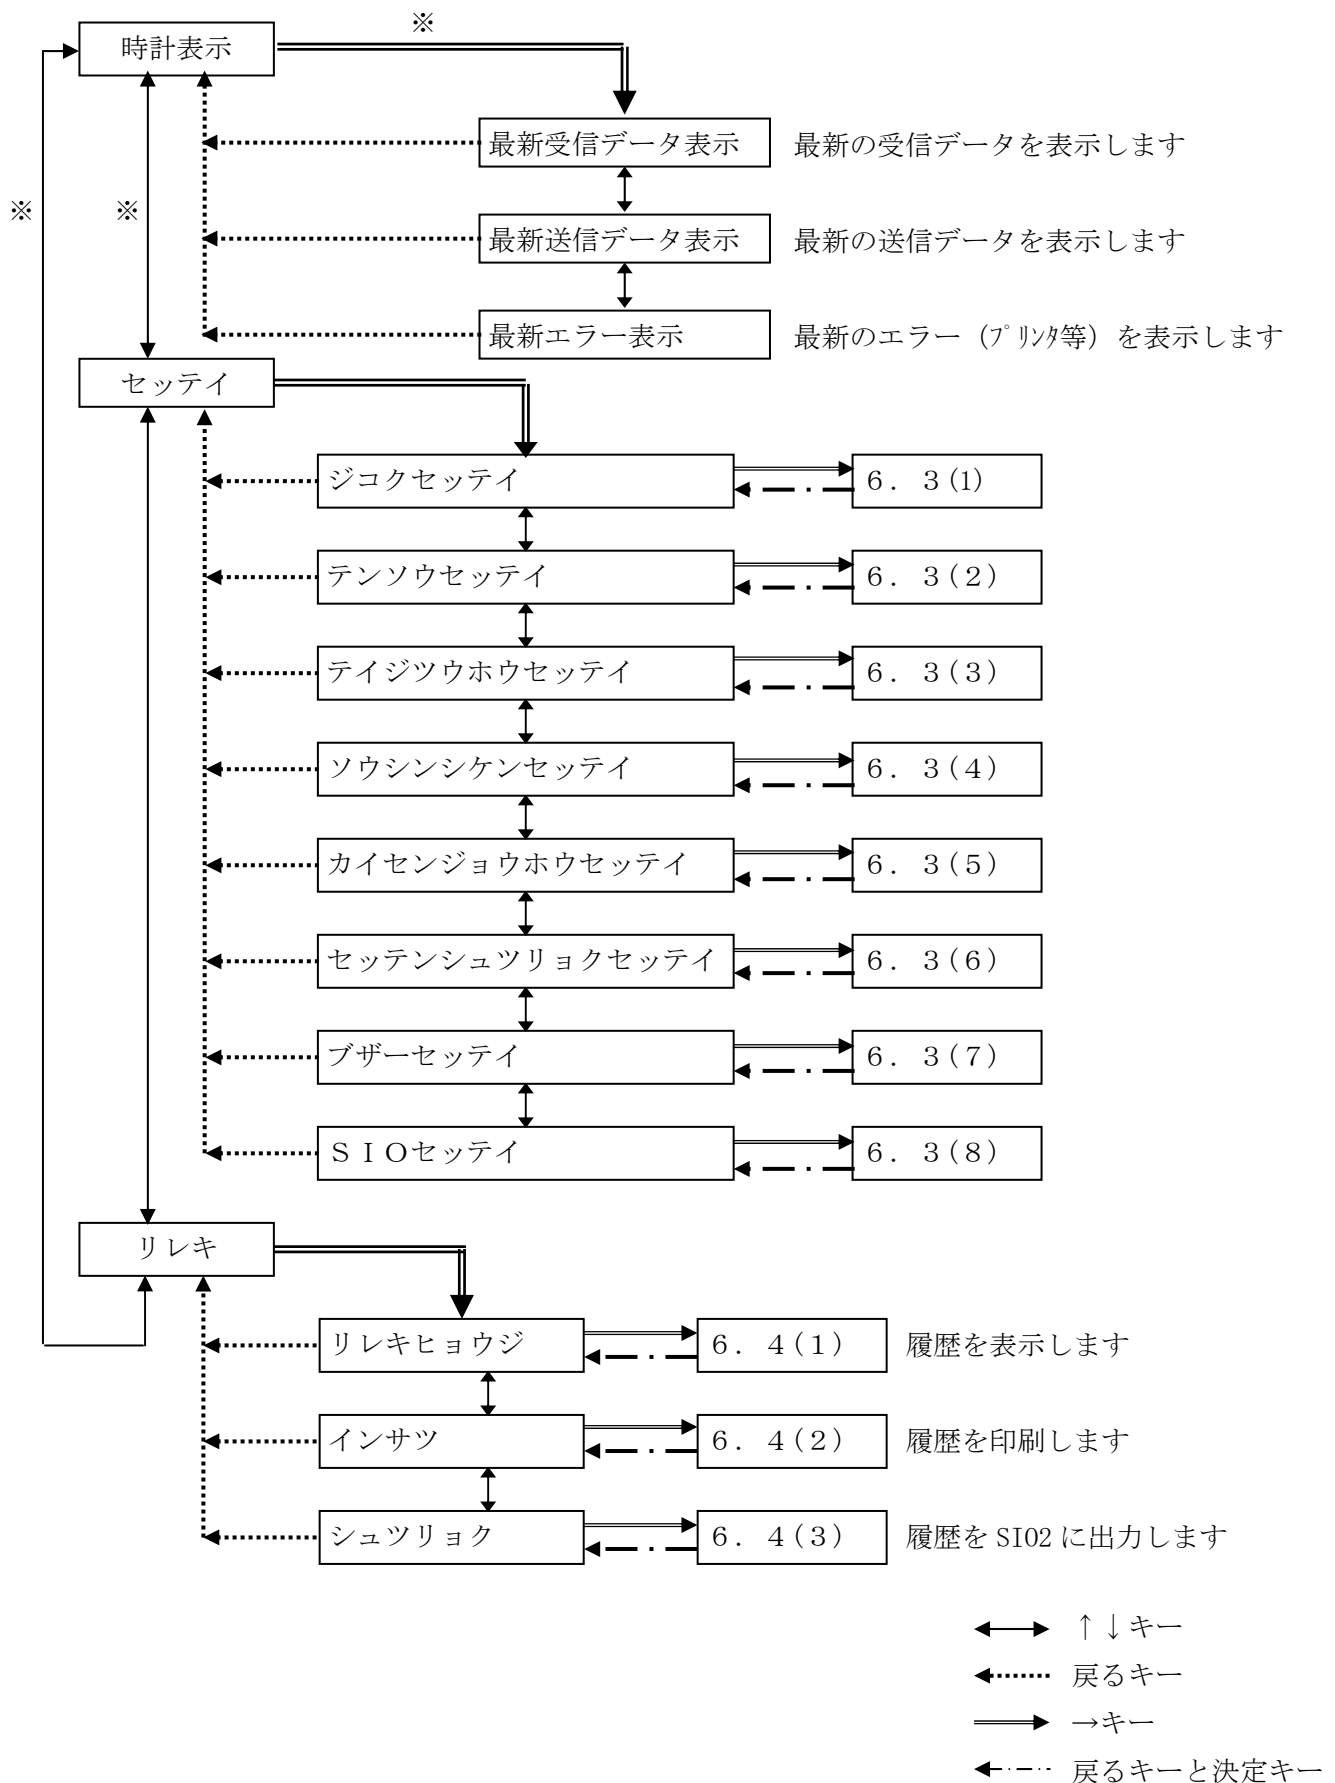 ※
時計表示
最新受信データ表示　最新の受信データを表示します
※　※
最新送信データ表示　最新の送信データを表示します
最新エラー表示　最新のエラー（ﾌﾟﾘﾝﾀ等）を表示します
セッテイ
ジコクセッテイ　６．３(1)
テンソウセッテイ　６．３(２)
テイジツウホウセッテイ　６．３(３)
ソウシンシケンセッテイ　６．３(４)
カイセンジョウホウセッテイ　６．３(５)
セッテンシュツリョクセッテイ　６．３(６)
ブザーセッテイ　６．３(７)
ＳＩＯセッテイ　６．３(８)
リレキ
リレキヒョウジ　６．４(１)　履歴を表示します
インサツ　６．４(２)　履歴を印刷します
シュツリョク　６．４(３)　履歴を SIO2 に出力します
↑↓キー
戻るキー
→キー
戻るキーと決定キー